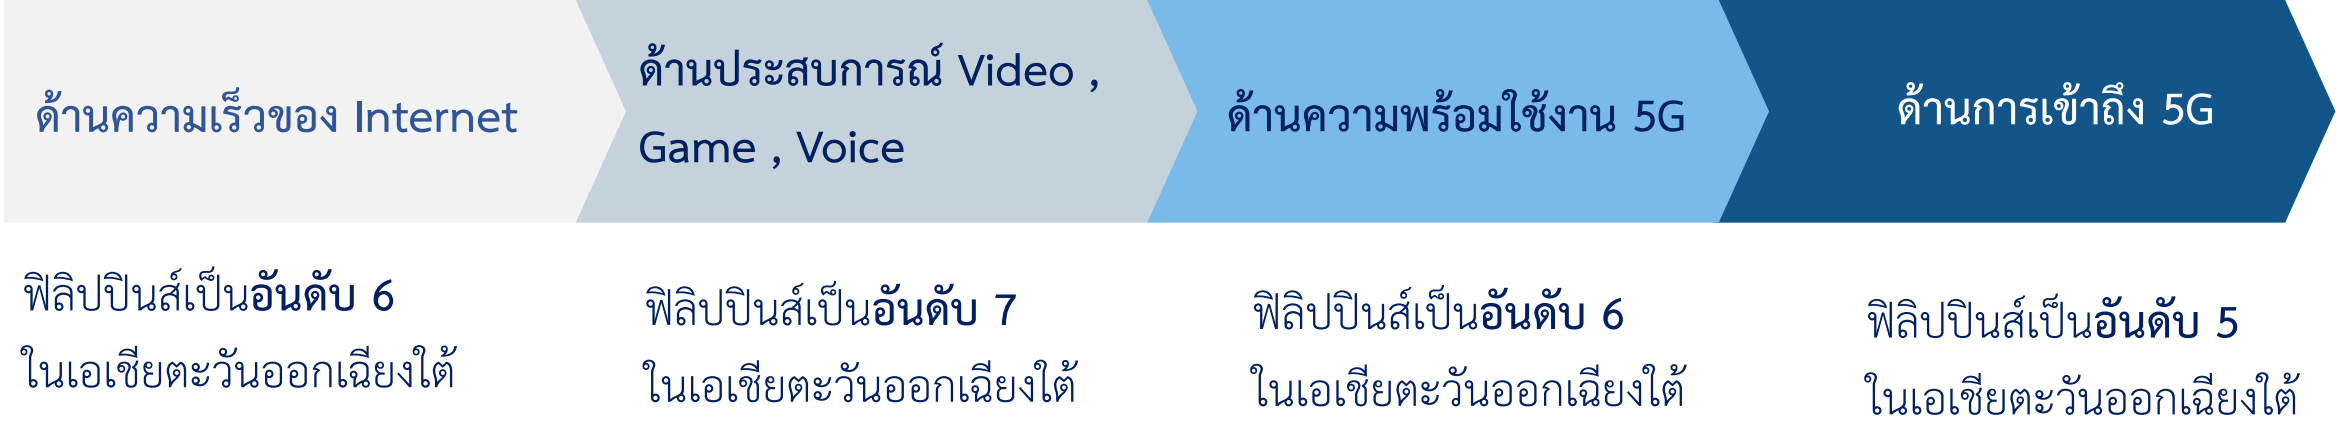 ด้านความเร็วของ Internet
ด้านประสบการณ์ Video ,
Game , Voice
ด้านความพร้อมใช้งาน 5G
ด้านการเข้าถึง 5G
ฟิลิปปินส์เป็นอันดับ 6
ในเอเชียตะวันออกเฉียงใต้
ฟิลิปปินส์เป็นอันดับ 7
ในเอเชียตะวันออกเฉียงใต้
ฟิลิปปินส์เป็นอันดับ 6
ในเอเชียตะวันออกเฉียงใต้
ฟิลิปปินส์เป็นอันดับ 5
ในเอเชียตะวันออกเฉียงใต้